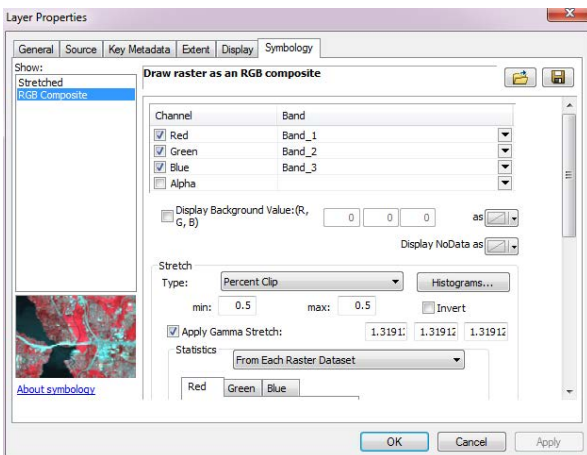 Layer Properties
General Source Key Metadata Extent Display Symbology
Show:
Stretched
RGB Composite
Draw raster as an RGB composite
Channel Band
Red Band_1
Green Band_2
Blue Band_3
Alpha
Display Background Value:(R, G, B) 0 0 0 as
Display NoData as
Stretch
Type: Percent Clip Histograms...
min: 0.5 max: 0.5 Invert
Apply Gamma Stretch: 1.31912 1.31912 1.31912
Statistics
From Each Raster Dataset
Red Green Blue
About symbology
OK Cancel Apply